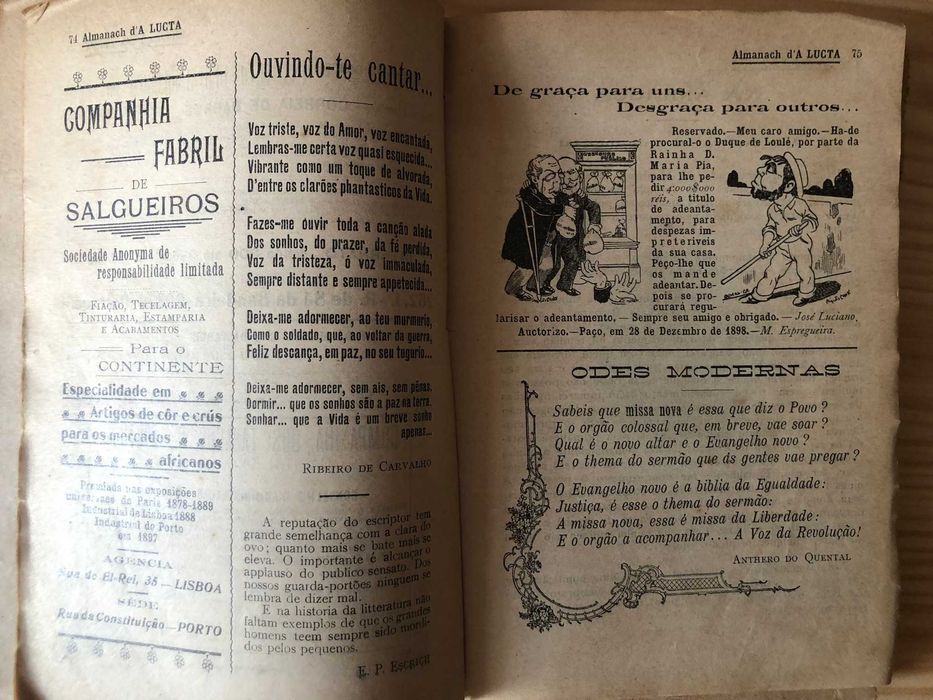 74 Almanach d'A LUCTA
COMPANHIA
FABRIL
DE
SALGUEIROS
Sociedade Anonyma de
responsabilidade limitada
FIAÇÃO, TECELAGEM,
TINTURARIA, ESTAMPARIA
E ACABAMENTOS
Para o
CONTINENTE
Especialidade em
Artigos de côr e crús
para os mercados
africanos
Premiada nas exposições
universaes de Paris 1878-1889
Industrial de Lisboa 1888
Industrial do Porto
em 1897
AGENCIA
Rua de El-Rei, 35 — LISBOA
SÉDE
Rua da Constituição — PORTO
Ouvindo-te cantar...
Voz triste, voz do Amor, voz encantada,
Lembras-me certa voz quasi esquecida...
Vibrante como um toque de alvorada,
D'entre os clarões phantasticos da Vida.
Fazes-me ouvir toda a canção alada
Dos sonhos, do prazer, da fé perdida,
Voz da tristeza, ó voz immaculada,
Sempre distante e sempre appetecida...
Deixa-me adormecer, ao teu murmurio,
Como o soldado, que, ao voltar da guerra,
Feliz descança, em paz, no seu tugurio...
Deixa-me adormecer, sem ais, sem pênas.
Dormir... que os sonhos são a paz na terra.
Sonhar... que a Vida é um breve sonho
apenas...
RIBEIRO DE CARVALHO
A reputação do escriptor tem
grande semelhança com a clara do
ovo; quanto mais se bate mais se
eleva. O importante é alcançar o
applauso do publico sensato. Dos
nossos guarda-portões ninguem se
lembra de dizer mal.
E na historia da litteratura não
faltam exemplos de que os grandes
homens teem sempre sido mordi-
dos pelos pequenos.
E. P. ESCRICH
Almanach d'A LUCTA 75
De graça para uns...
Desgraça para outros...
Reservado.—Meu caro amigo.—Ha-de
procural-o o Duque de Loulé, por parte da
Rainha D.
Maria Pia,
para lhe pe-
dir 4:000$000
réis, a titulo
de adeanta-
mento, para
despezas im-
preteriveis
da sua casa.
Peço-lhe que
os mande
adeantar. De-
pois se pro-
curará regu-
larisar o adeantamento. — Sempre seu amigo e obrigado. — José Luciano,
Auctorizo.—Paço, em 28 de Dezembro de 1898.—M. Espregueira.
ODES MODERNAS
Sabeis que missa nova é essa que diz o Povo?
E o orgão colossal que, em breve, vae soar?
Qual é o novo altar e o Evangelho novo?
E o thema do sermão que ds gentes vae pregar?
O Evangelho novo é a biblia da Egualdade:
Justiça, é esse o thema do sermão:
A missa nova, essa é missa da Liberdade:
E o orgão a acompanhar... A Voz da Revolução!
ANTHERO DO QUENTAL